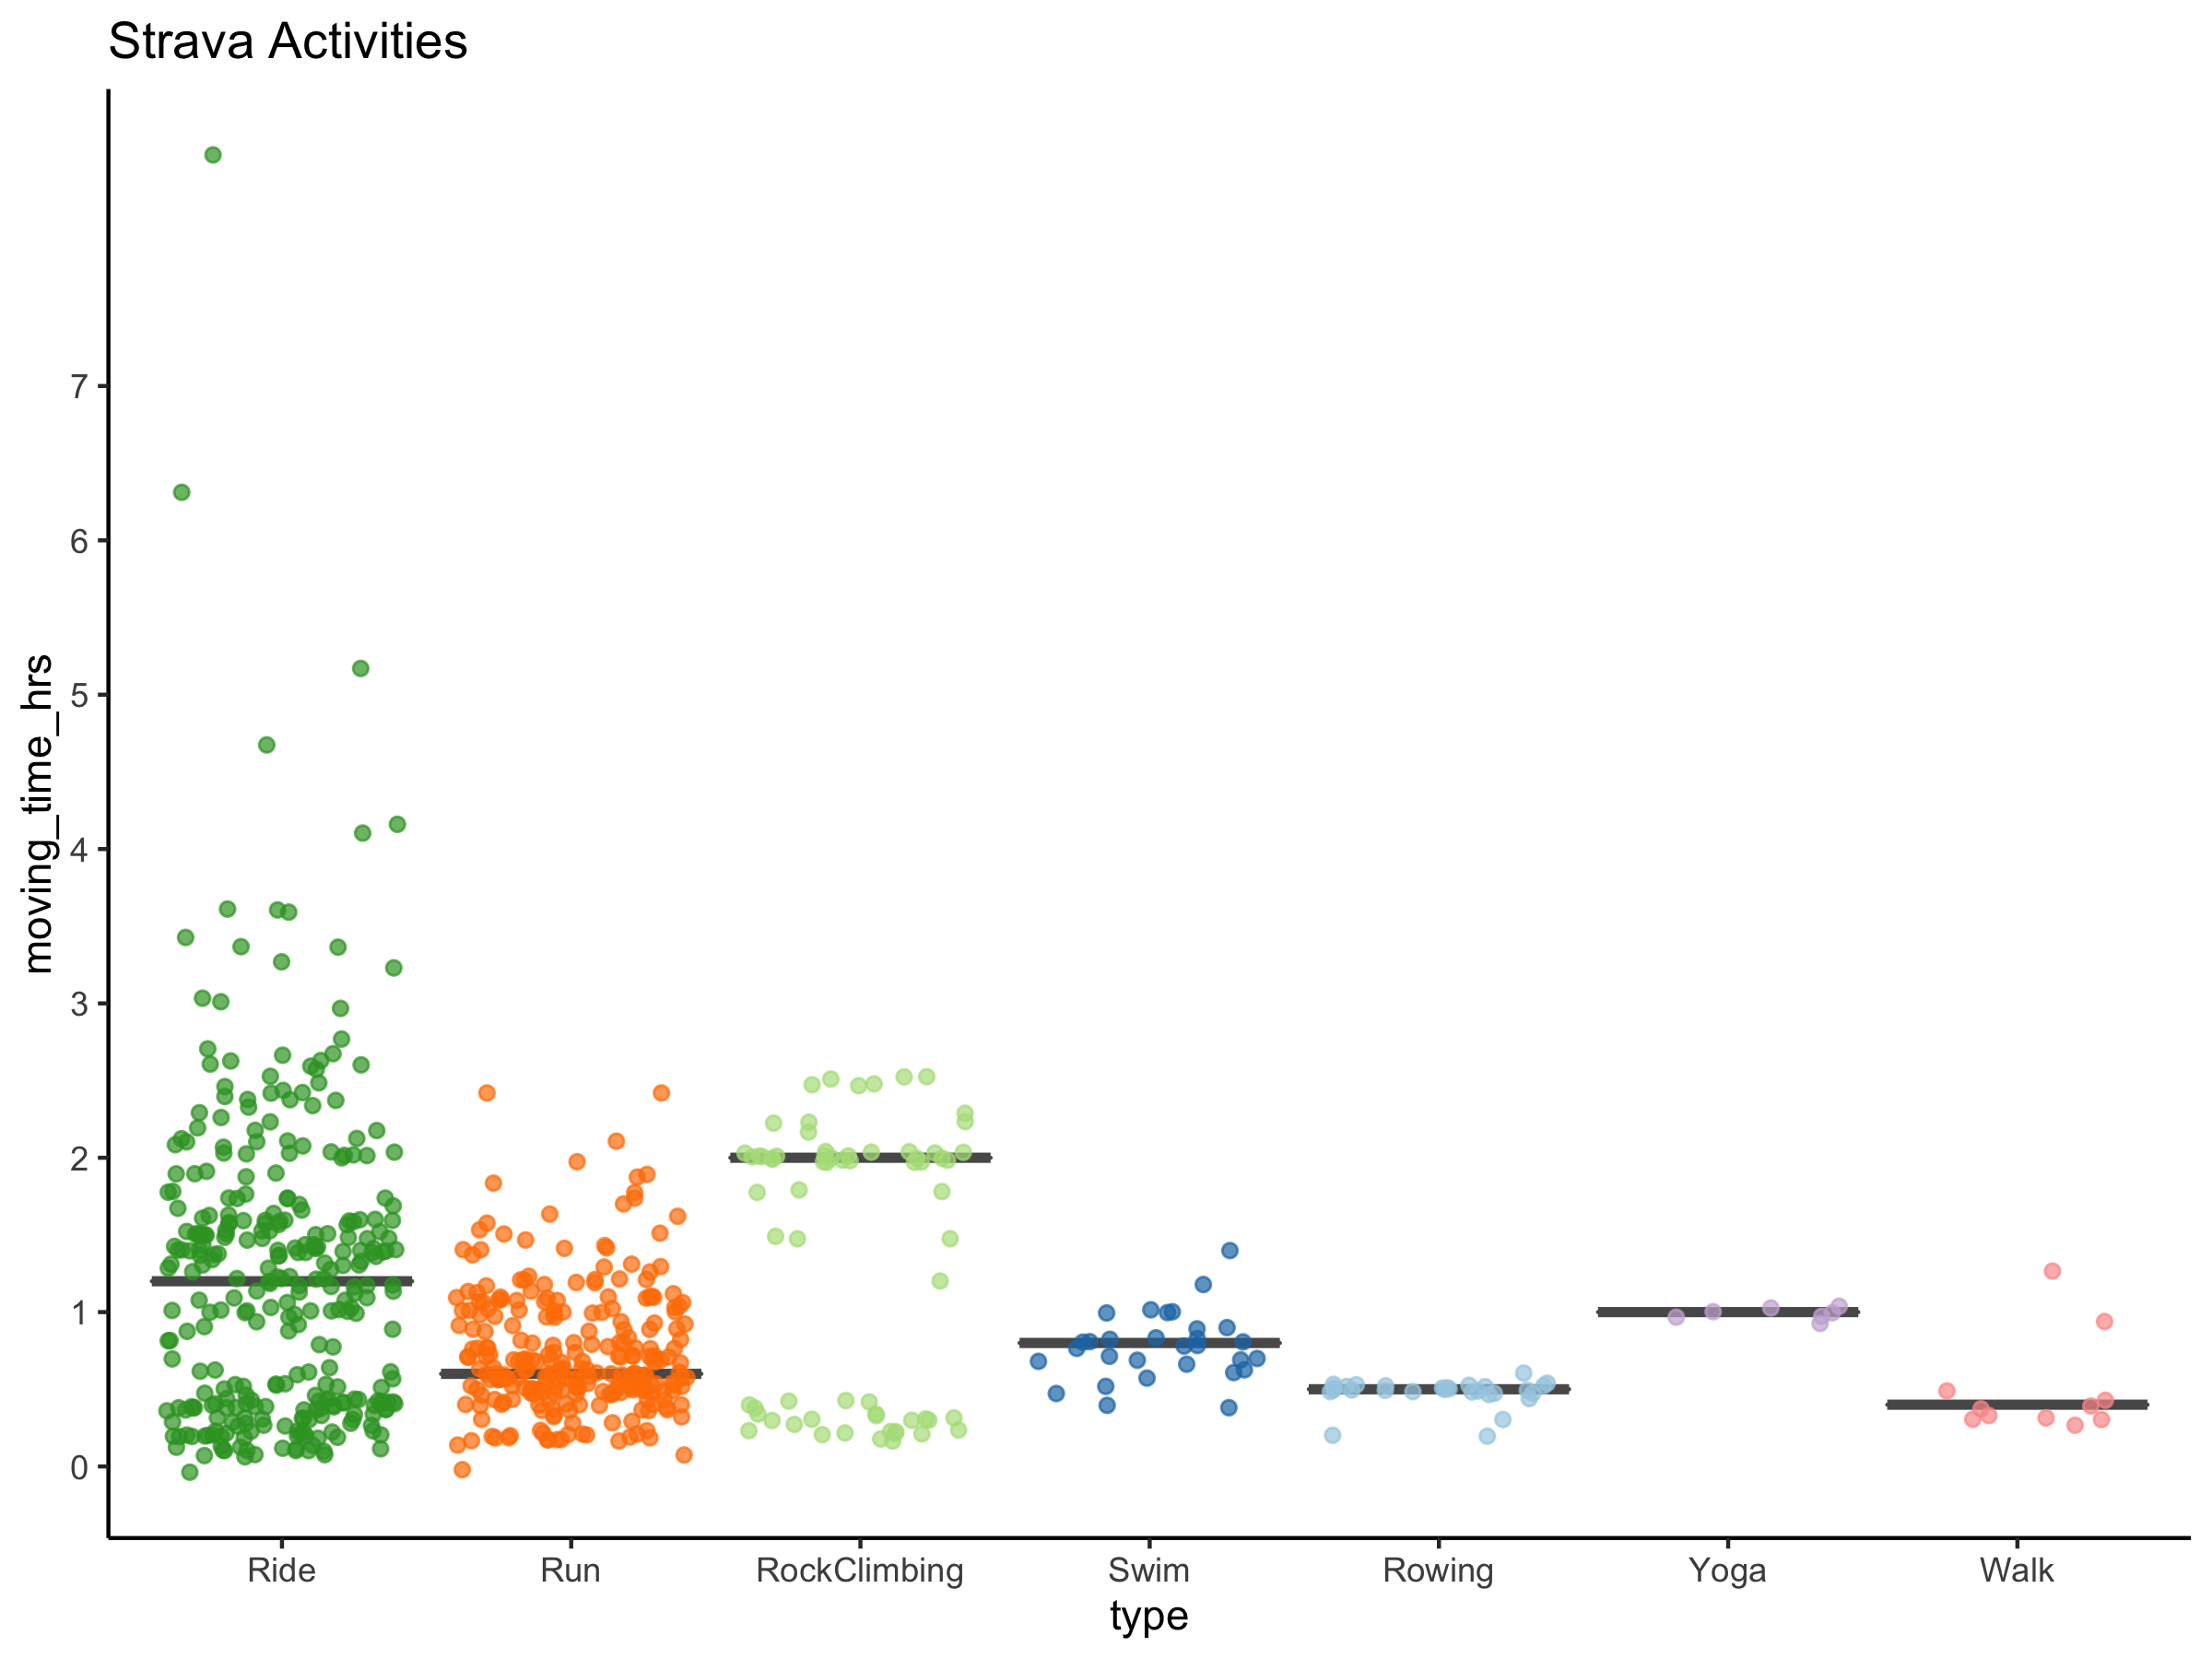 Strava Activities
moving_time_hrs
7
6
5
4
3
2
1
0
Ride Run RockClimbing Swim Rowing Yoga Walk
type